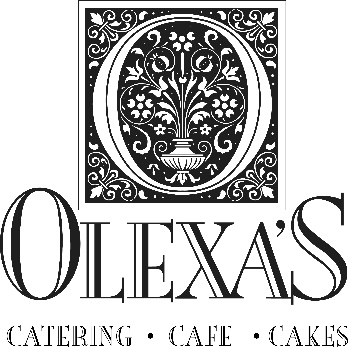 O
OLEXA'S
CATERING • CAFE • CAKES